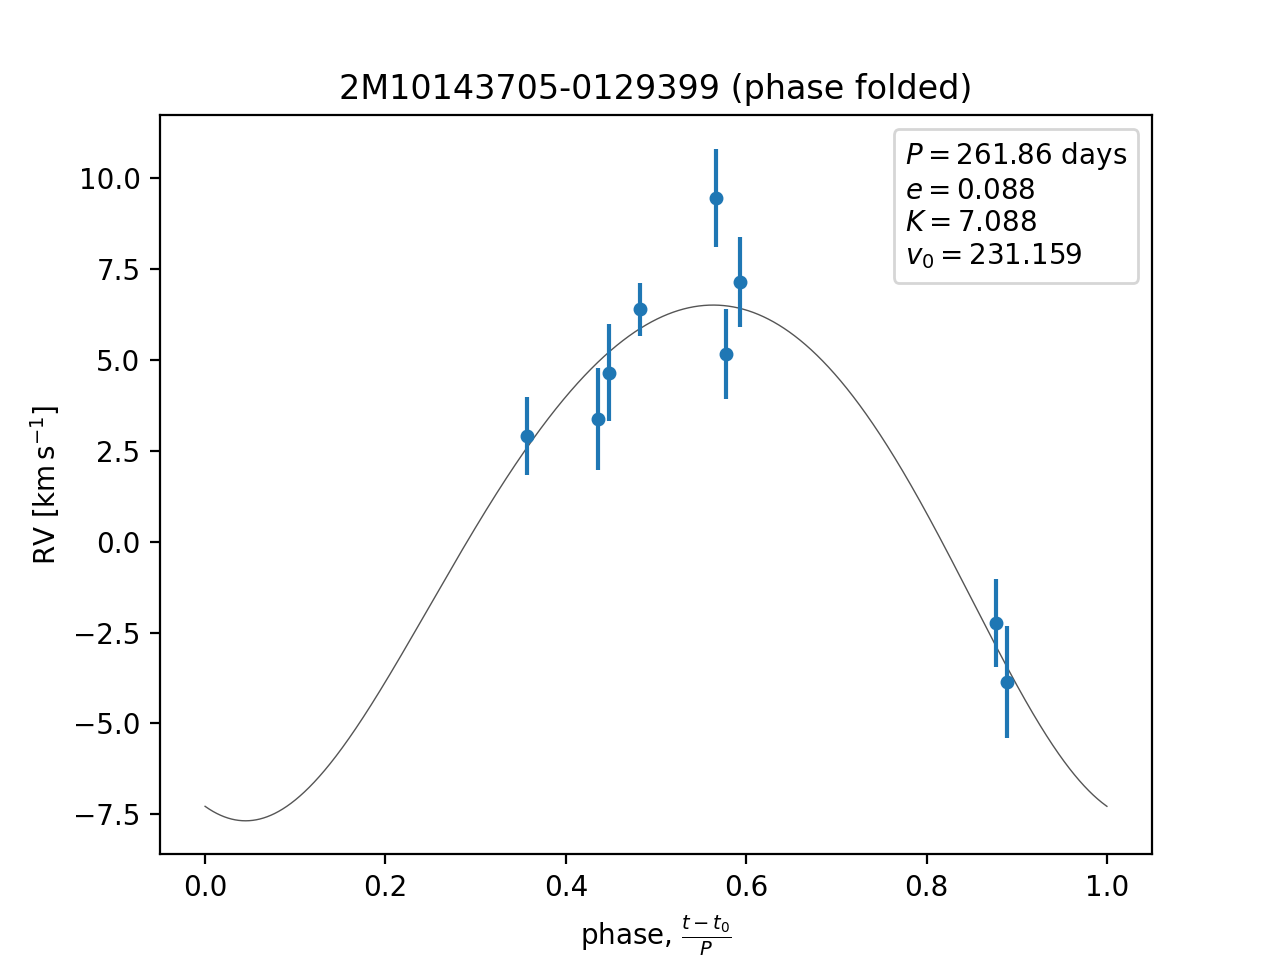 2M10143705-0129399 (phase folded)
P = 261.86 days
e = 0.088
K = 7.088
v₀ = 231.159
10.0
7.5
5.0
2.5
0.0
−2.5
−5.0
−7.5
RV [km s⁻¹]
0.0 0.2 0.4 0.6 0.8 1.0
phase, (t − t₀)/P